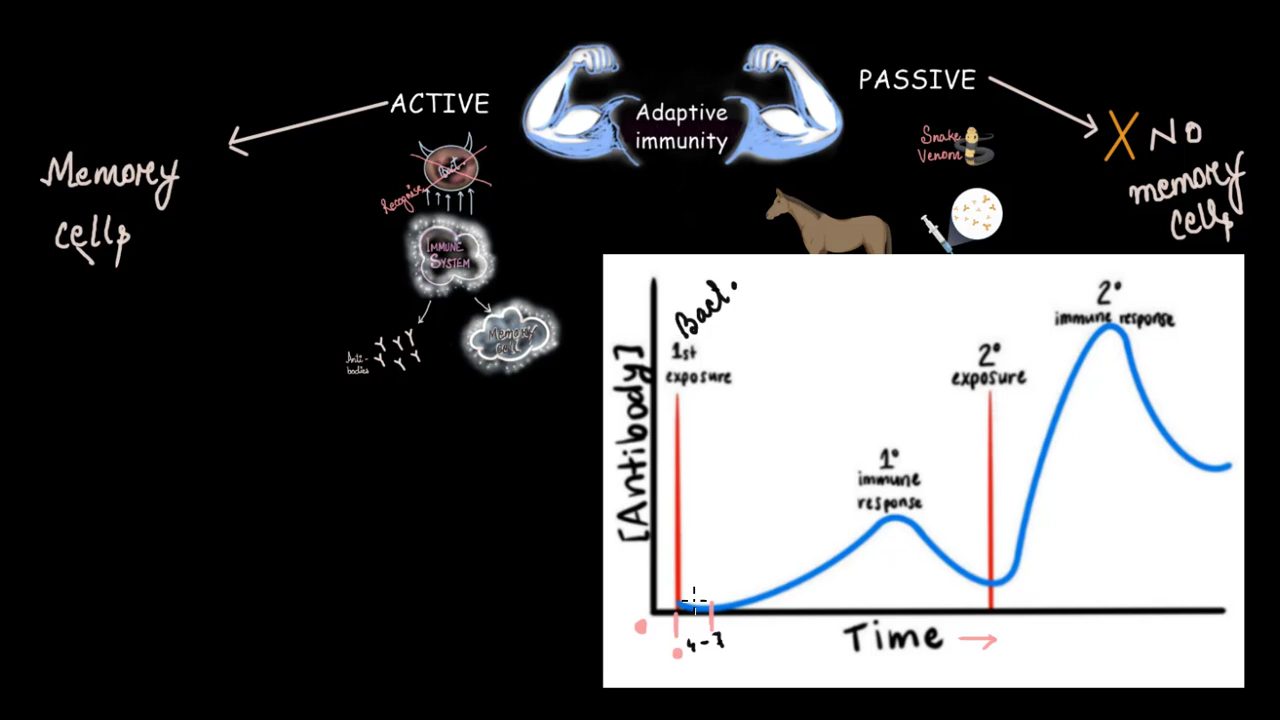 ACTIVE
Adaptive
immunity
PASSIVE
Memory
cells
NO
memory
cells
Bact.
Recognise
IMMUNE
SYSTEM
Anti-
bodies
Memory
cell
Snake
Venom
Bact.
1st
exposure
[Antibody]
1°
immune
response
2°
exposure
2°
immune response
4-7
Time